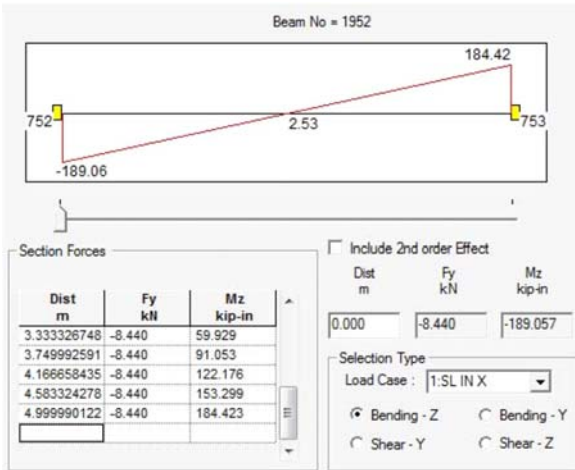 Beam No = 1952
184.42
752
2.53
753
-189.06
Section Forces
Dist m Fy kN Mz kip-in
3.333326748 -8.440 59.929
3.749992591 -8.440 91.053
4.166658435 -8.440 122.176
4.583324278 -8.440 153.299
4.999990122 -8.440 184.423
Include 2nd order Effect
Dist Fy Mz
m kN kip-in
0.000 -8.440 -189.057
Selection Type
Load Case : 1:SL IN X
Bending - Z Bending - Y
Shear - Y Shear - Z